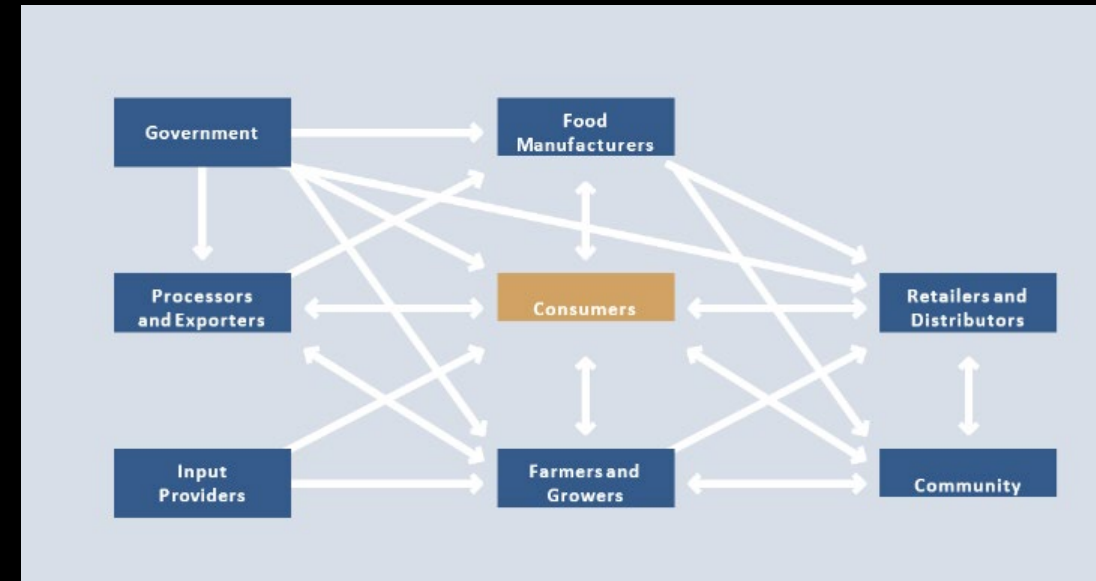 Government
Food
Manufacturers
Processors
and Exporters
Consumers
Retailers and
Distributors
Input
Providers
Farmers and
Growers
Community